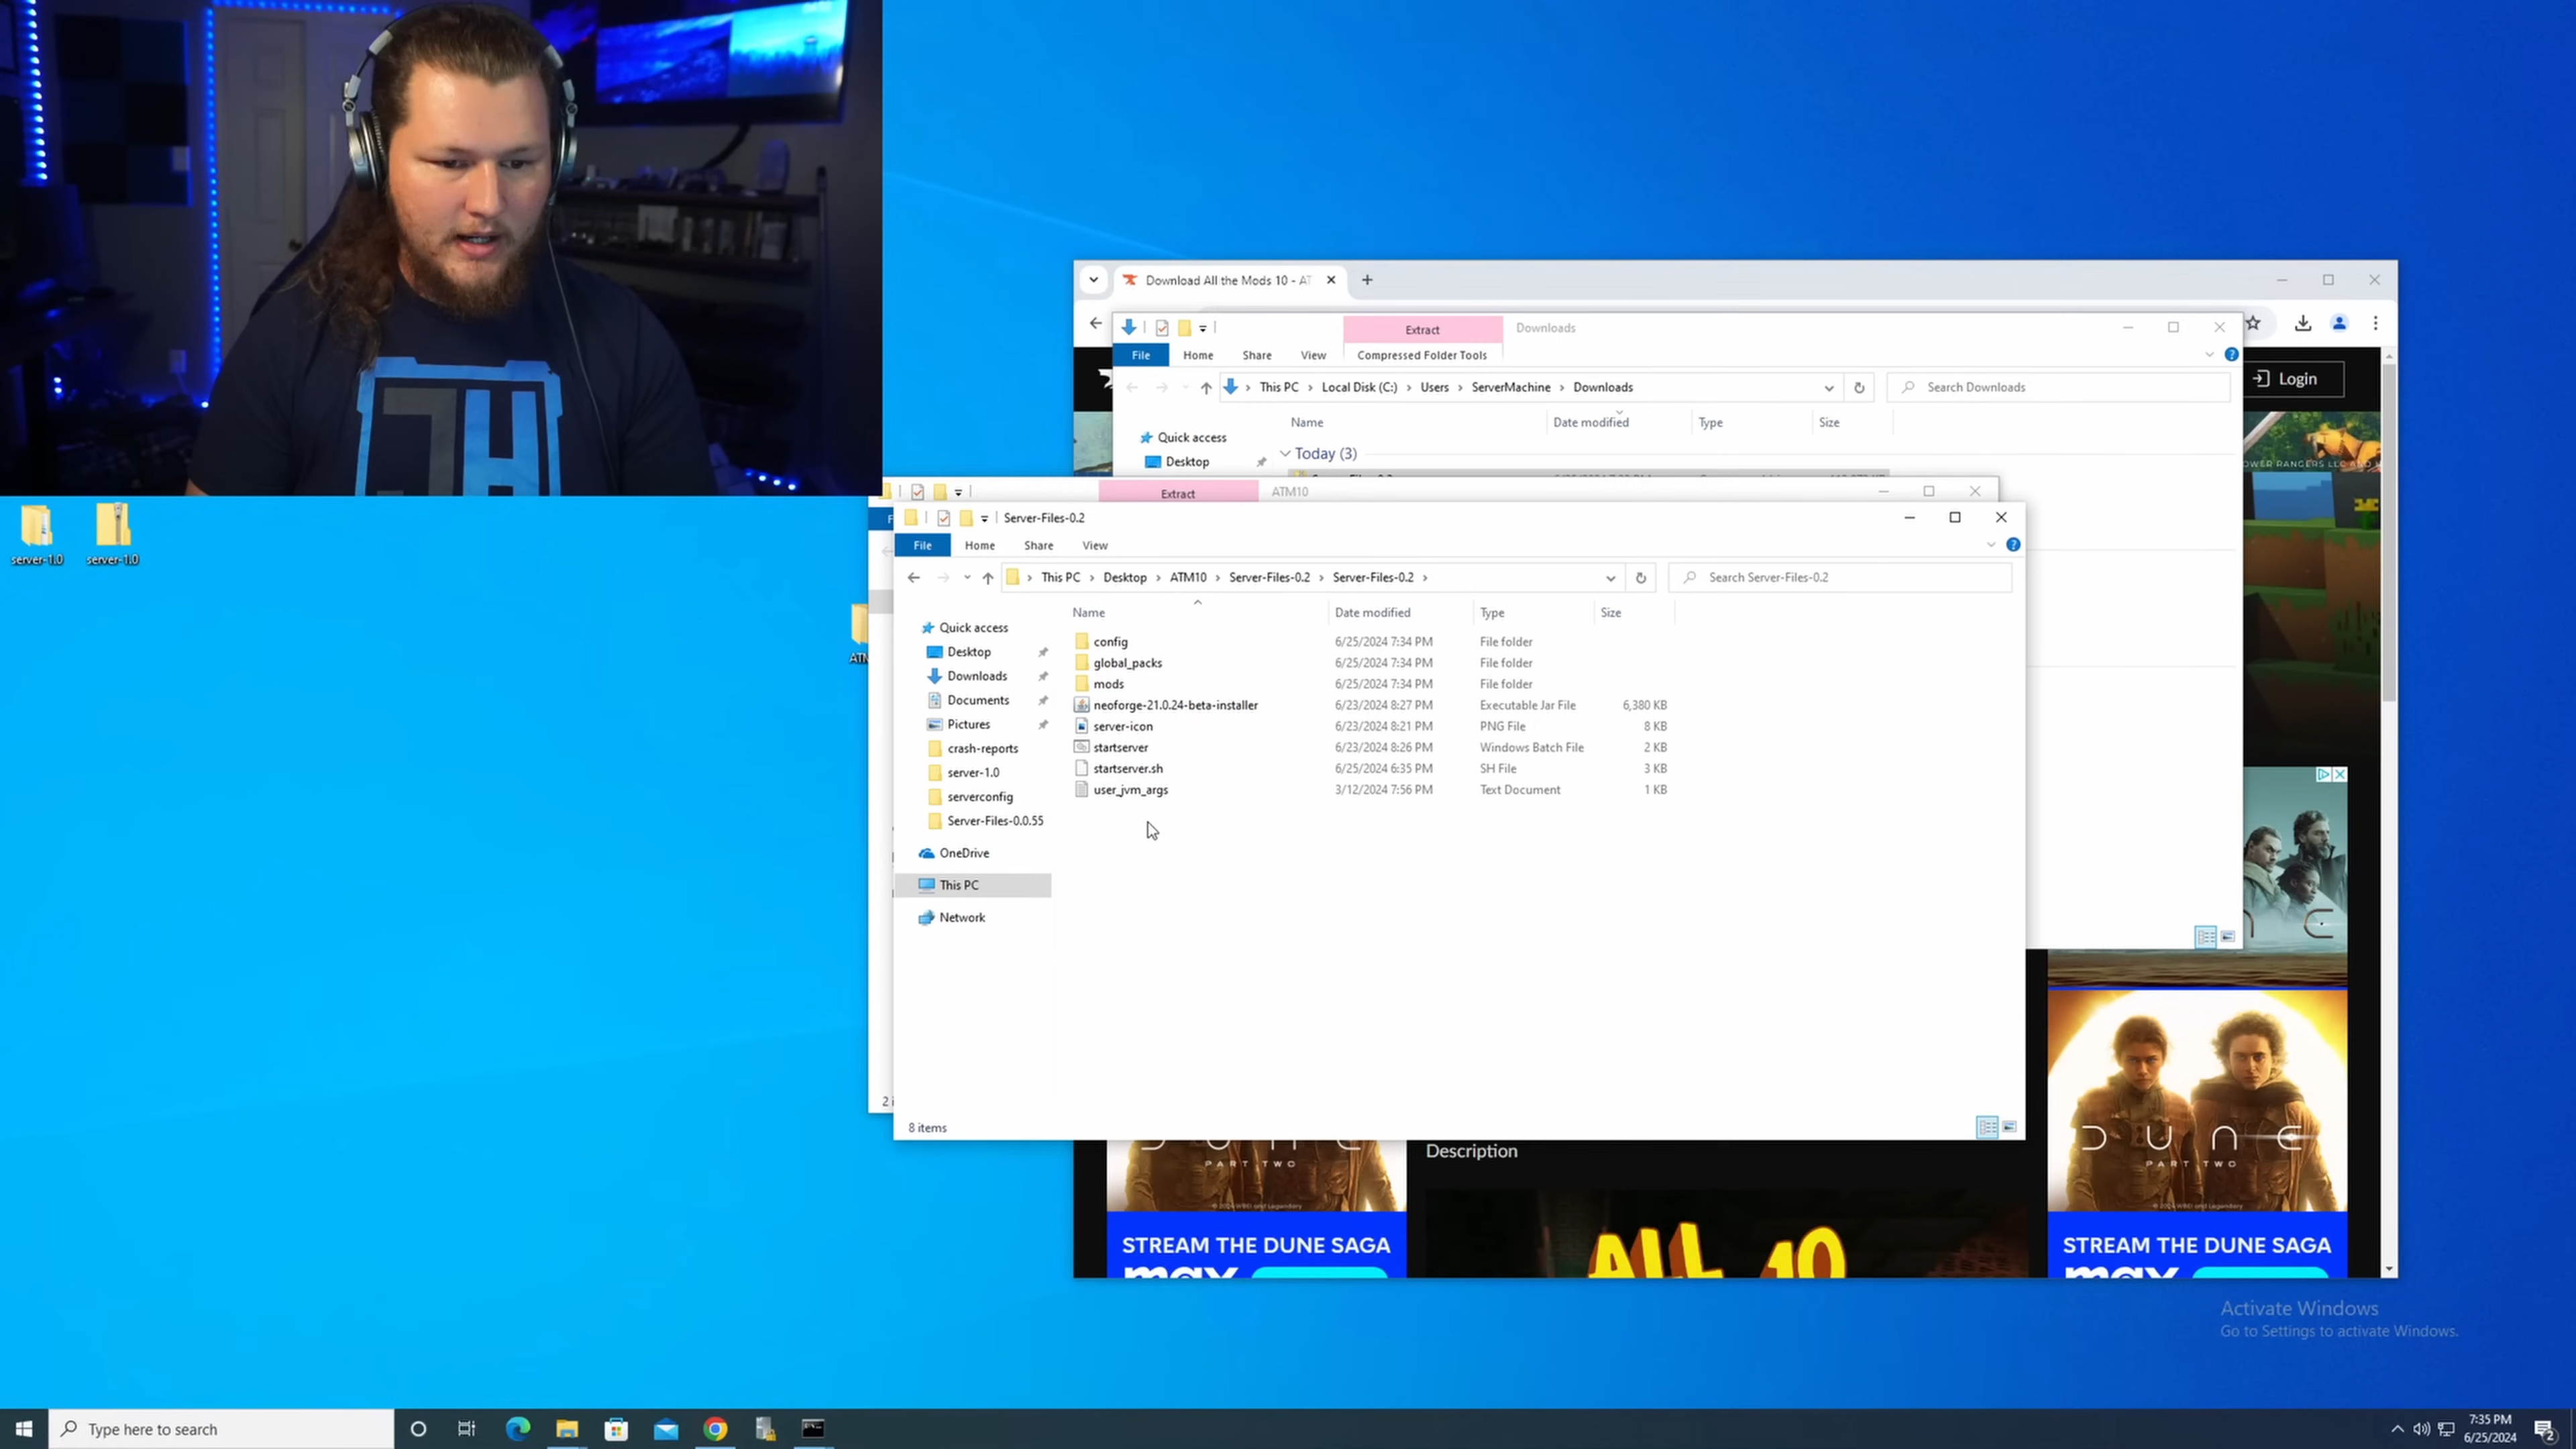 Download All the Mods 10 - AT
Extract
Downloads
File
Home
Share
View
Compressed Folder Tools
This PC
Local Disk (C:)
Users
ServerMachine
Downloads
Search Downloads
Login
Name
Date modified
Type
Size
Quick access
Desktop
Today (3)
Extract
ATM10
server-1.0
server-1.0
Server-Files-0.2
File
Home
Share
View
This PC
Desktop
ATM10
Server-Files-0.2
Server-Files-0.2
Search Server-Files-0.2
Name
Date modified
Type
Size
Quick access
Desktop
Downloads
Documents
Pictures
crash-reports
server-1.0
serverconfig
Server-Files-0.0.55
OneDrive
This PC
Network
config 6/25/2024 7:34 PM File folder
global_packs 6/25/2024 7:34 PM File folder
mods 6/25/2024 7:34 PM File folder
neoforge-21.0.24-beta-installer 6/23/2024 8:27 PM Executable Jar File 6,380 KB
server-icon 6/23/2024 8:21 PM PNG File 8 KB
startserver 6/23/2024 8:26 PM Windows Batch File 2 KB
startserver.sh 6/25/2024 6:35 PM SH File 3 KB
user_jvm_args 3/12/2024 7:56 PM Text Document 1 KB
8 items
Description
DUNE
PART TWO
STREAM THE DUNE SAGA
max
ALL 10
DUNE
PART TWO
STREAM THE DUNE SAGA
max
Activate Windows
Go to Settings to activate Windows.
Type here to search
7:35 PM
6/25/2024
2